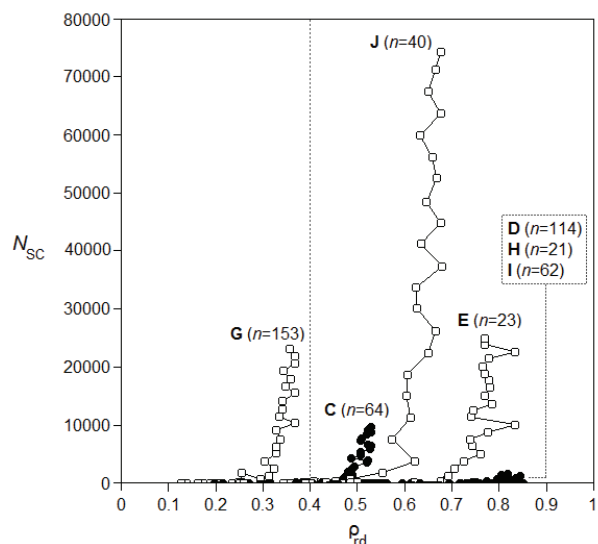 80000
70000
60000
50000
40000
30000
20000
10000
0
N_SC
J (n=40)
D (n=114)
H (n=21)
I (n=62)
G (n=153)
E (n=23)
C (n=64)
0 0.1 0.2 0.3 0.4 0.5 0.6 0.7 0.8 0.9 1
ρ_rd